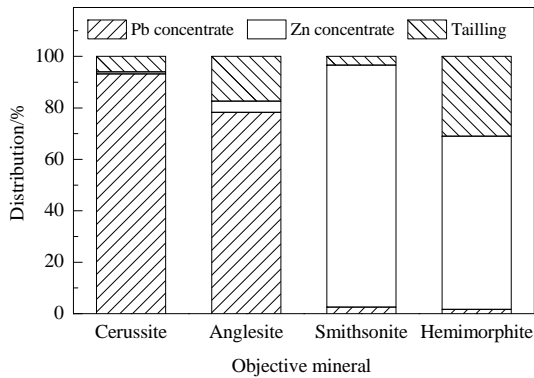 Pb concentrate Zn concentrate Tailling
100
80
60
40
20
0
Distribution/%
Cerussite Anglesite Smithsonite Hemimorphite
Objective mineral